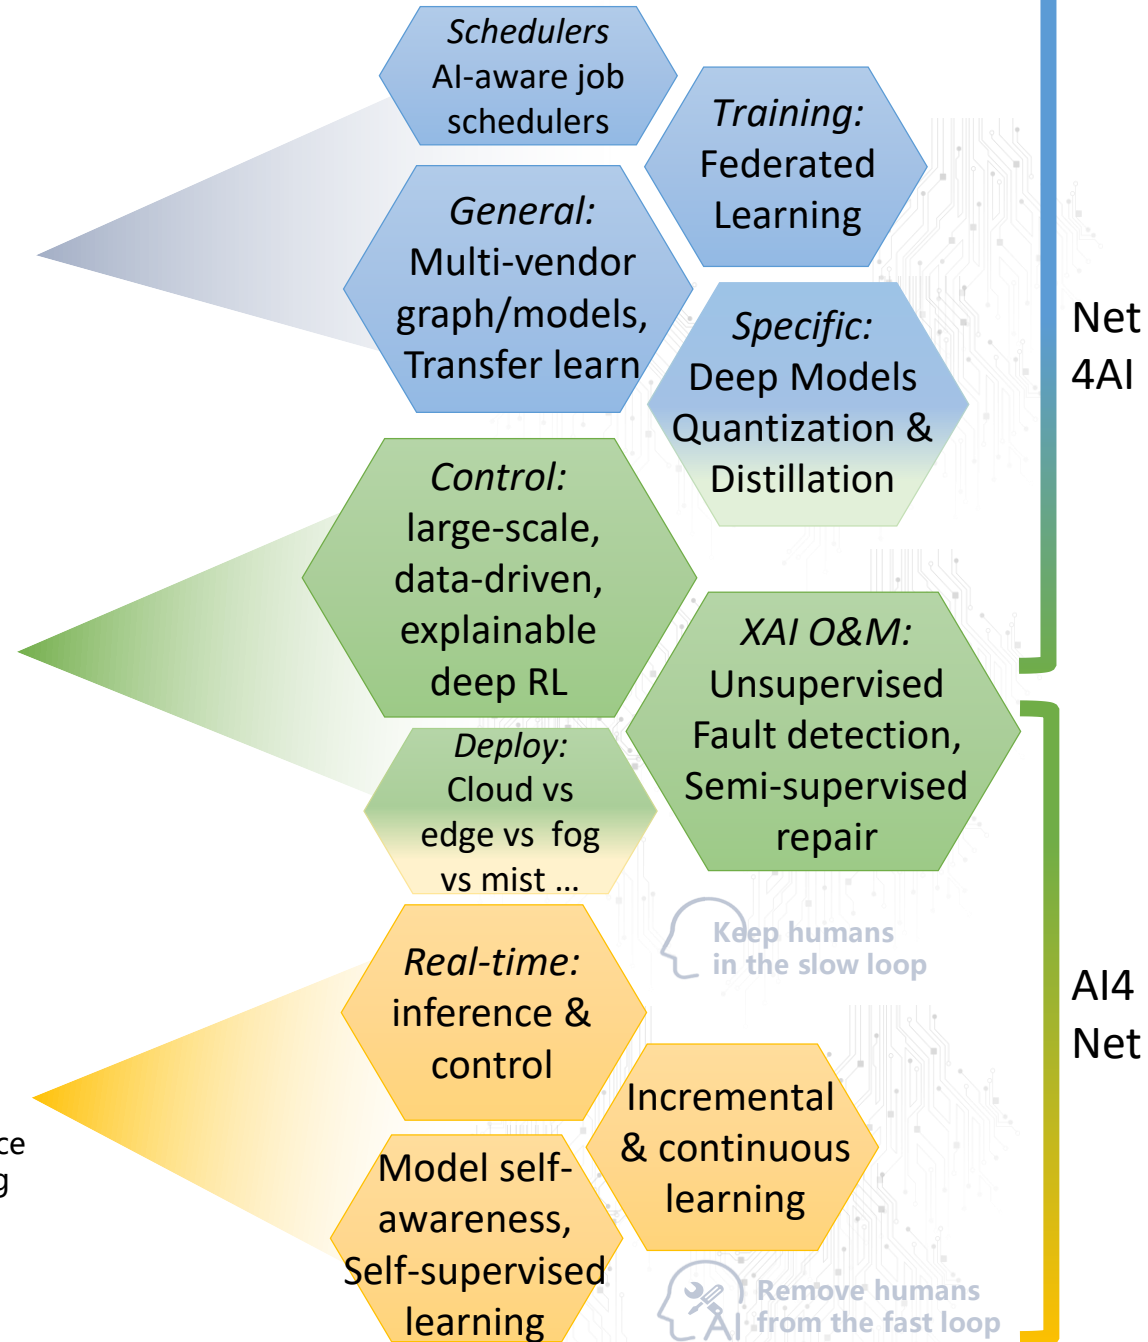 Schedulers
AI-aware job
schedulers
Training:
Federated
Learning
General:
Multi-vendor
graph/models,
Transfer learn
Specific:
Deep Models
Quantization &
Distillation
Net
4AI
Control:
large-scale,
data-driven,
explainable
deep RL
XAI O&M:
Unsupervised
Fault detection,
Semi-supervised
repair
Deploy:
Cloud vs
edge vs fog
vs mist ...
Keep humans
in the slow loop
Real-time:
inference &
control
AI4
Net
Incremental
& continuous
learning
ce
g
Model self-
awareness,
Self-supervised
learning
AI
Remove humans
from the fast loop